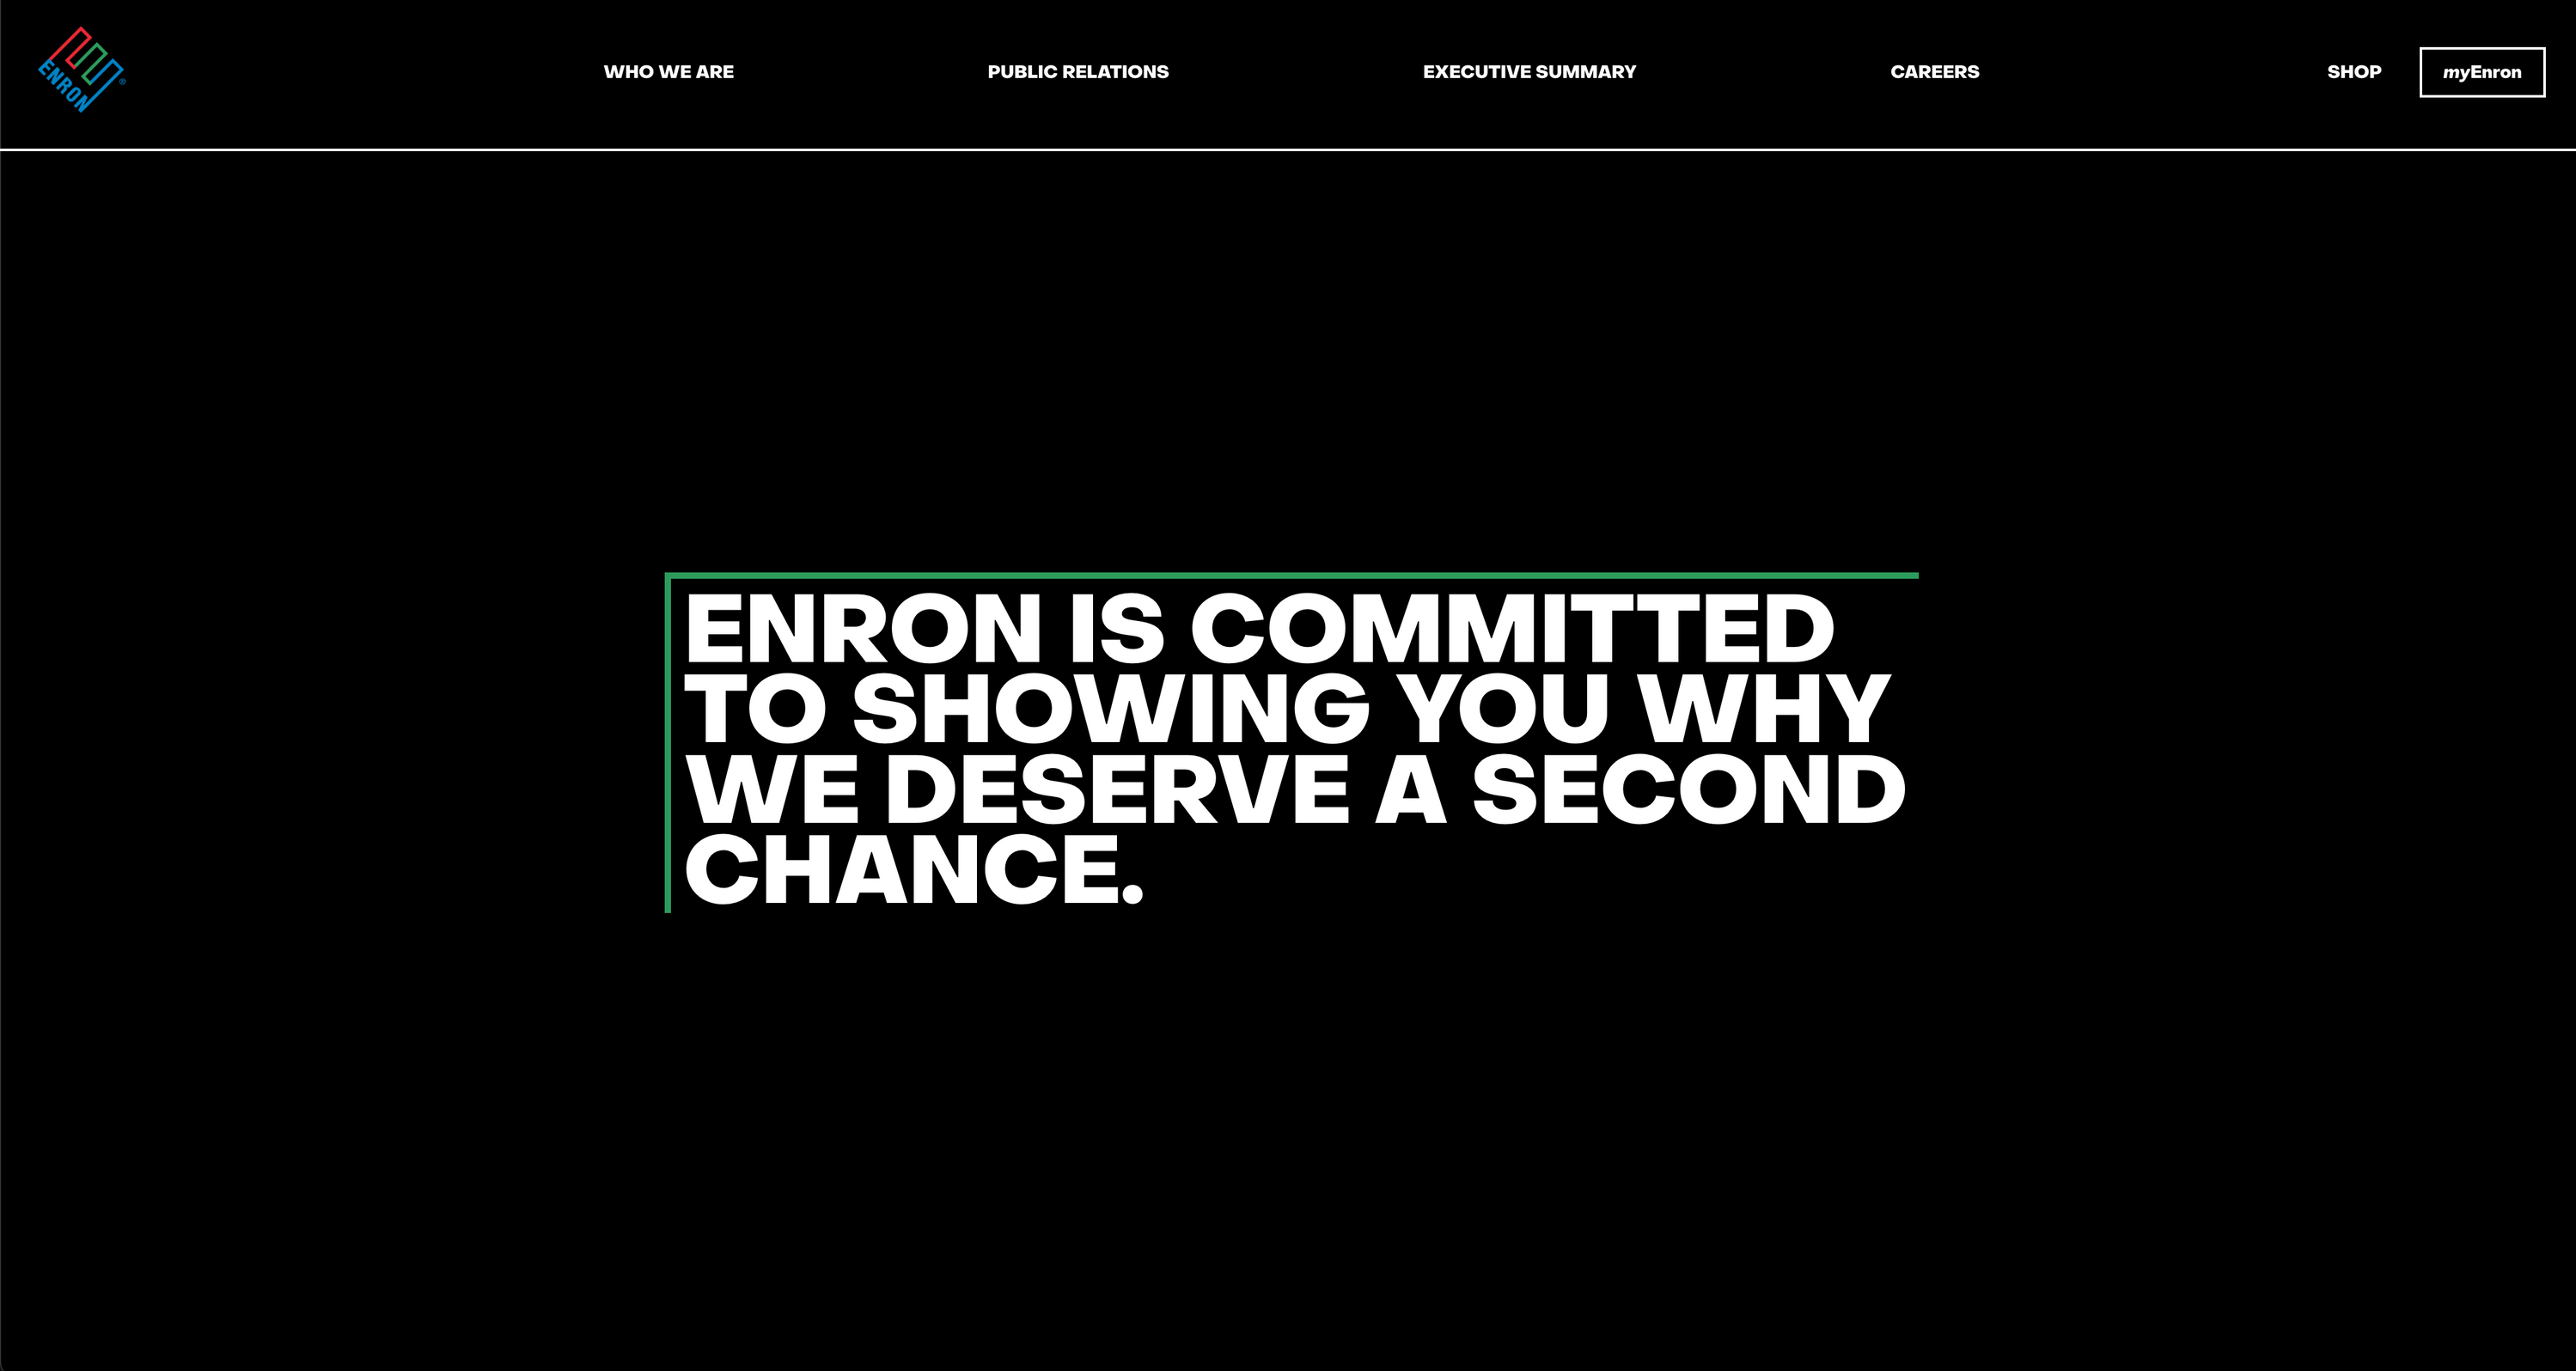 ENRON ®
WHO WE ARE
PUBLIC RELATIONS
EXECUTIVE SUMMARY
CAREERS
SHOP
myEnron
ENRON IS COMMITTED
TO SHOWING YOU WHY
WE DESERVE A SECOND
CHANCE.